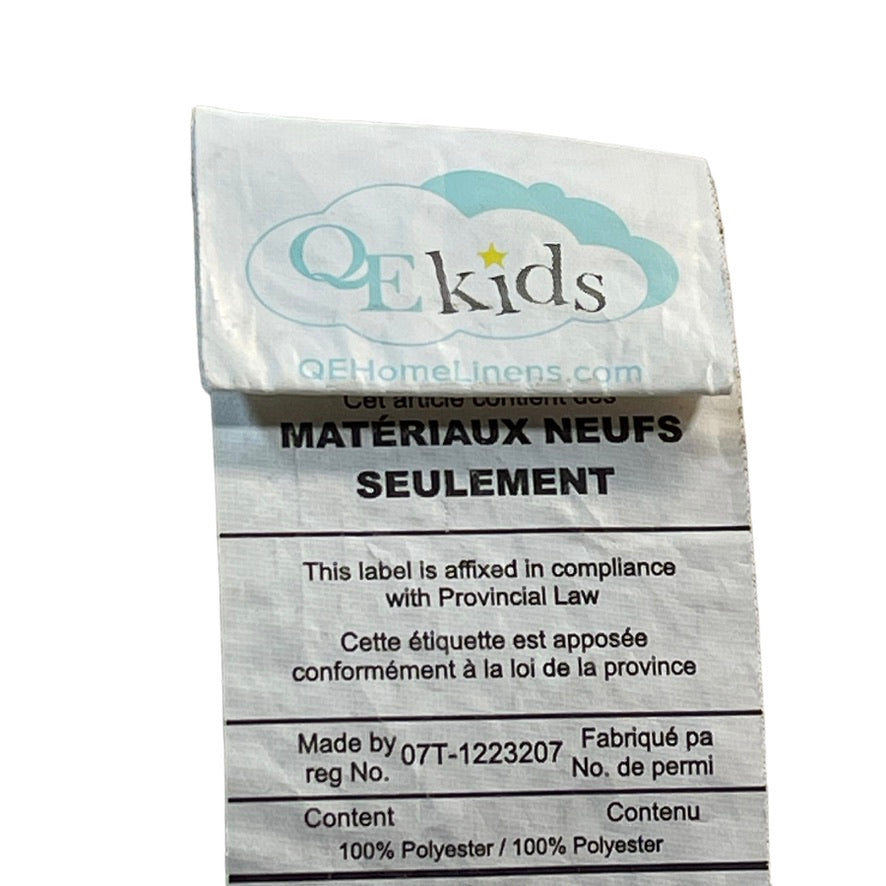 QE kids
QEHomeLinens.com
Cet article contient des
MATÉRIAUX NEUFS
SEULEMENT
This label is affixed in compliance
with Provincial Law
Cette étiquette est apposée
conformément à la loi de la province
Made by
reg No.
07T-1223207
Fabriqué pa
No. de permi
Content
Contenu
100% Polyester / 100% Polyester